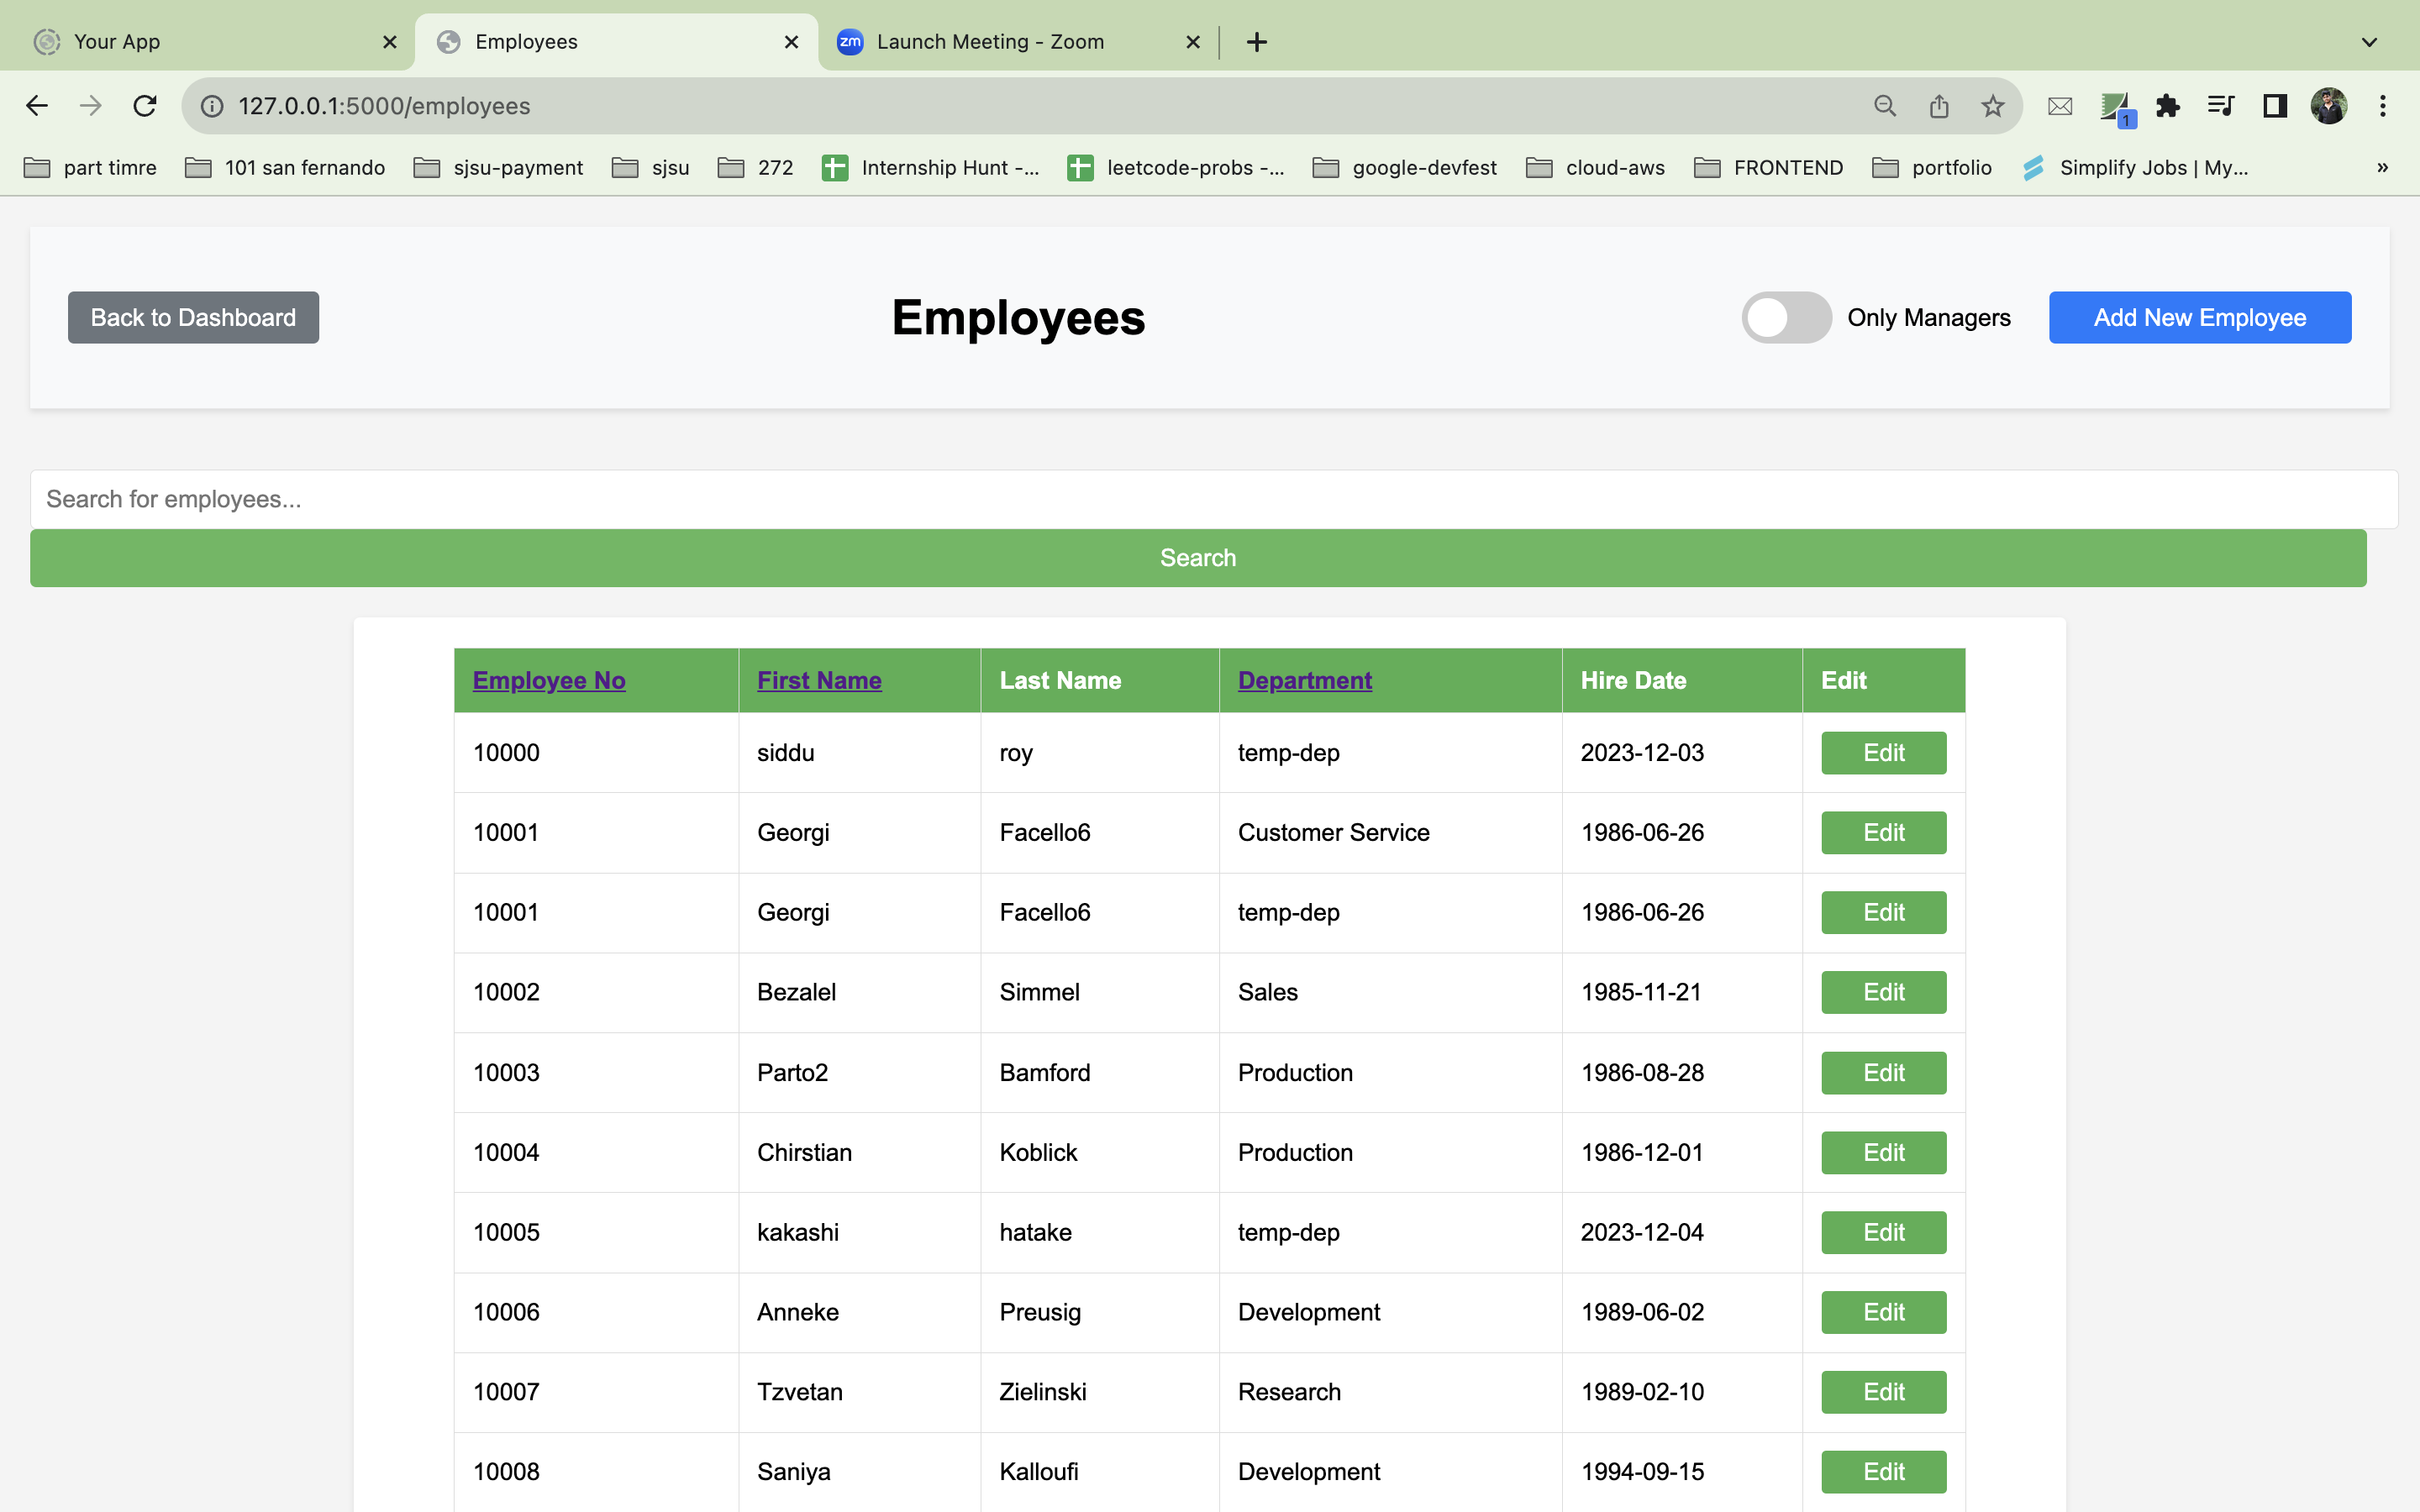 Your App
Employees
zm Launch Meeting - Zoom
127.0.0.1:5000/employees
1
part timre 101 san fernando sjsu-payment sjsu 272 Internship Hunt -... leetcode-probs -... google-devfest cloud-aws FRONTEND portfolio Simplify Jobs | My... »
Back to Dashboard Employees Only Managers Add New Employee
Search for employees...
Search
Employee No First Name Last Name Department Hire Date Edit
10000 siddu roy temp-dep 2023-12-03 Edit
10001 Georgi Facello6 Customer Service 1986-06-26 Edit
10001 Georgi Facello6 temp-dep 1986-06-26 Edit
10002 Bezalel Simmel Sales 1985-11-21 Edit
10003 Parto2 Bamford Production 1986-08-28 Edit
10004 Chirstian Koblick Production 1986-12-01 Edit
10005 kakashi hatake temp-dep 2023-12-04 Edit
10006 Anneke Preusig Development 1989-06-02 Edit
10007 Tzvetan Zielinski Research 1989-02-10 Edit
10008 Saniya Kalloufi Development 1994-09-15 Edit